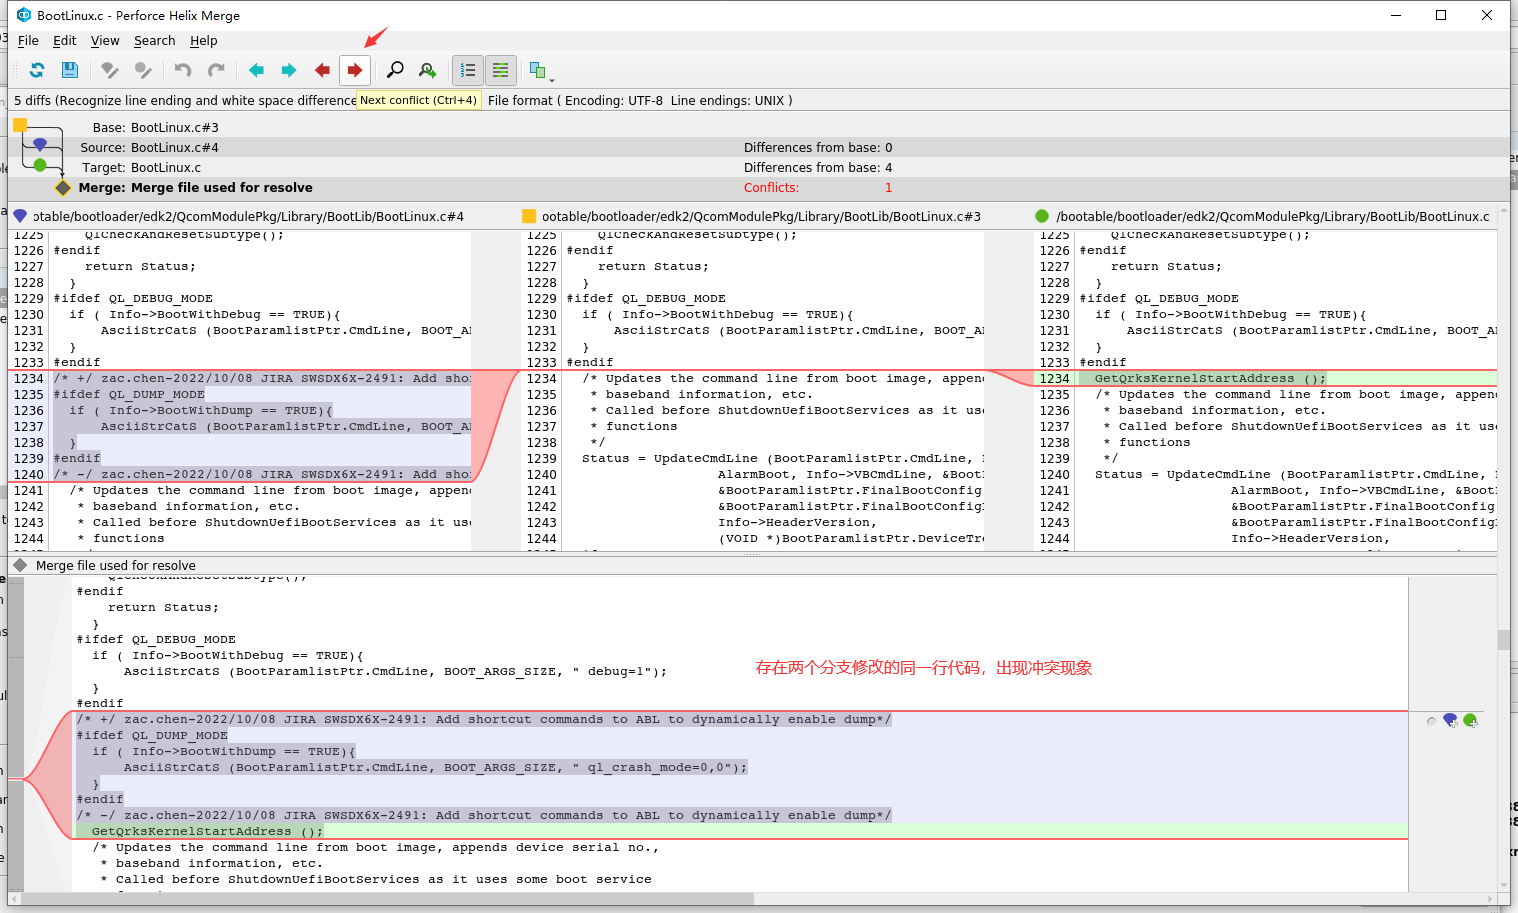 BootLinux.c - Perforce Helix Merge
File Edit View Search Help
5 diffs (Recognize line ending and white space difference
Next conflict (Ctrl+4)
File format ( Encoding: UTF-8 Line endings: UNIX )
Base: BootLinux.c#3
Source: BootLinux.c#4 Differences from base: 0
Target: BootLinux.c Differences from base: 4
Merge: Merge file used for resolve Conflicts: 1
otable/bootloader/edk2/QcomModulePkg/Library/BootLib/BootLinux.c#4
1225 QlCheckAndResetSubtype();
1226 #endif
1227 return Status;
1228 }
1229 #ifdef QL_DEBUG_MODE
1230 if ( Info->BootWithDebug == TRUE){
1231 AsciiStrCatS (BootParamlistPtr.CmdLine, BOOT_A
1232 }
1233 #endif
1234 /* +/ zac.chen-2022/10/08 JIRA SWSDX6X-2491: Add sho
1235 #ifdef QL_DUMP_MODE
1236 if ( Info->BootWithDump == TRUE){
1237 AsciiStrCatS (BootParamlistPtr.CmdLine, BOOT_A
1238 }
1239 #endif
1240 /* -/ zac.chen-2022/10/08 JIRA SWSDX6X-2491: Add sho
1241 /* Updates the command line from boot image, appen
1242 * baseband information, etc.
1243 * Called before ShutdownUefiBootServices as it us
1244 * functions
ootable/bootloader/edk2/QcomModulePkg/Library/BootLib/BootLinux.c#3
1225 QlCheckAndResetSubtype();
1226 #endif
1227 return Status;
1228 }
1229 #ifdef QL_DEBUG_MODE
1230 if ( Info->BootWithDebug == TRUE){
1231 AsciiStrCatS (BootParamlistPtr.CmdLine, BOOT_A
1232 }
1233 #endif
1234 /* Updates the command line from boot image, appen
1235 * baseband information, etc.
1236 * Called before ShutdownUefiBootServices as it us
1237 * functions
1238 */
1239 Status = UpdateCmdLine (BootParamlistPtr.CmdLine,
1240 AlarmBoot, Info->VBCmdLine, &Boot
1241 &BootParamlistPtr.FinalBootConfig
1242 &BootParamlistPtr.FinalBootConfig
1243 Info->HeaderVersion,
1244 (VOID *)BootParamlistPtr.DeviceTre
/bootable/bootloader/edk2/QcomModulePkg/Library/BootLib/BootLinux.c
1225 QlCheckAndResetSubtype();
1226 #endif
1227 return Status;
1228 }
1229 #ifdef QL_DEBUG_MODE
1230 if ( Info->BootWithDebug == TRUE){
1231 AsciiStrCatS (BootParamlistPtr.CmdLine, BOOT_A
1232 }
1233 #endif
1234 GetQrksKernelStartAddress ();
1235 /* Updates the command line from boot image, appen
1236 * baseband information, etc.
1237 * Called before ShutdownUefiBootServices as it us
1238 * functions
1239 */
1240 Status = UpdateCmdLine (BootParamlistPtr.CmdLine,
1241 AlarmBoot, Info->VBCmdLine, &Boot
1242 &BootParamlistPtr.FinalBootConfig
1243 &BootParamlistPtr.FinalBootConfig
1244 Info->HeaderVersion,
Merge file used for resolve
QlCheckAndResetSubtype();
#endif
return Status;
}
#ifdef QL_DEBUG_MODE
if ( Info->BootWithDebug == TRUE){
AsciiStrCatS (BootParamlistPtr.CmdLine, BOOT_ARGS_SIZE, " debug=1");
存在两个分支修改的同一行代码，出现冲突现象
}
#endif
/* +/ zac.chen-2022/10/08 JIRA SWSDX6X-2491: Add shortcut commands to ABL to dynamically enable dump*/
#ifdef QL_DUMP_MODE
if ( Info->BootWithDump == TRUE){
AsciiStrCatS (BootParamlistPtr.CmdLine, BOOT_ARGS_SIZE, " ql_crash_mode=0,0");
}
#endif
/* -/ zac.chen-2022/10/08 JIRA SWSDX6X-2491: Add shortcut commands to ABL to dynamically enable dump*/
GetQrksKernelStartAddress ();
/* Updates the command line from boot image, appends device serial no.,
* baseband information, etc.
* Called before ShutdownUefiBootServices as it uses some boot service